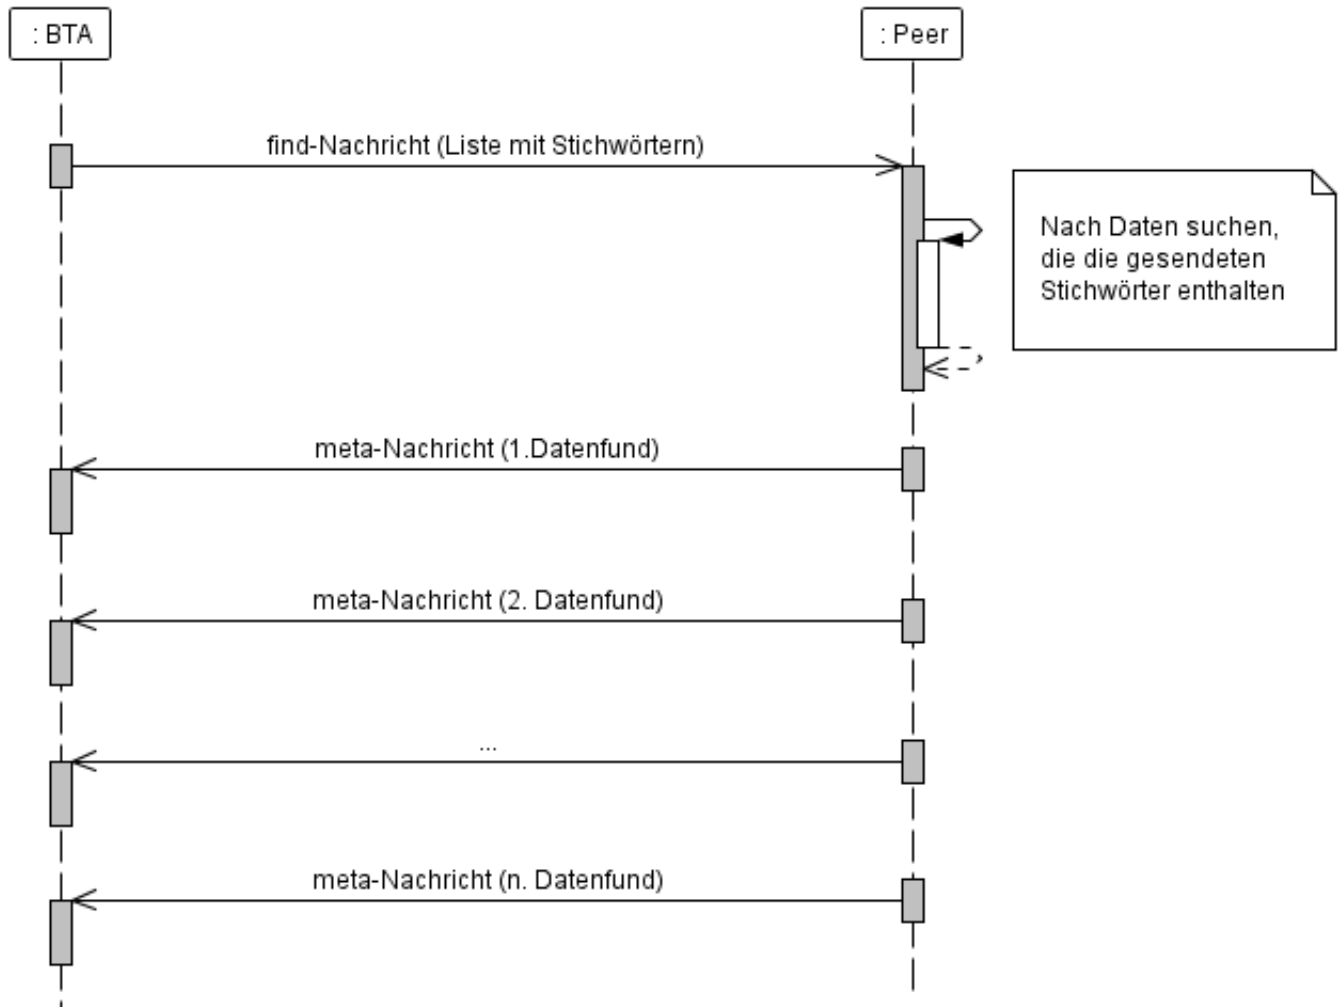 : BTA
: Peer
find-Nachricht (Liste mit Stichwörtern)
Nach Daten suchen,
die die gesendeten
Stichwörter enthalten
meta-Nachricht (1.Datenfund)
meta-Nachricht (2. Datenfund)
...
meta-Nachricht (n. Datenfund)